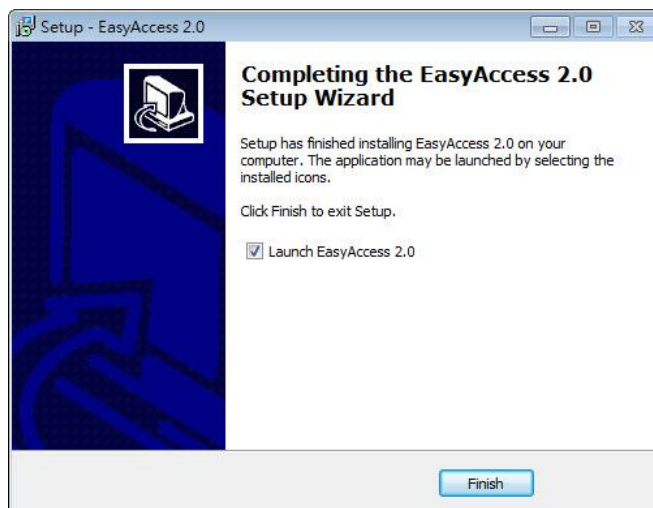 Setup - EasyAccess 2.0
Completing the EasyAccess 2.0
Setup Wizard
Setup has finished installing EasyAccess 2.0 on your
computer. The application may be launched by selecting the
installed icons.
Click Finish to exit Setup.
Launch EasyAccess 2.0
Finish